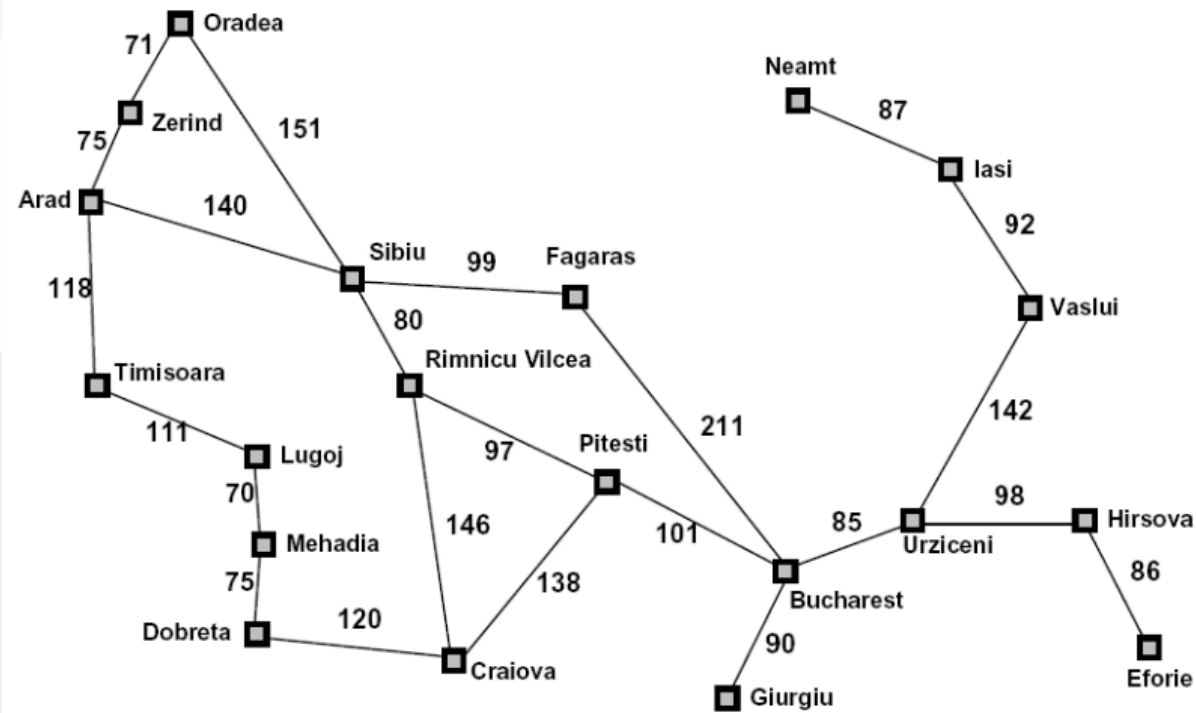 Oradea
71
Neamt
87
Zerind
151
75
Iasi
Arad
140
92
Sibiu
99
Fagaras
118
80
Vaslui
Rimnicu Vilcea
Timisoara
142
211
111
97
Pitesti
Lugoj
70
98
Hirsova
146
101
85
Urziceni
Mehadia
86
75
138
Bucharest
120
Dobreta
90
Craiova
Eforie
Giurgiu